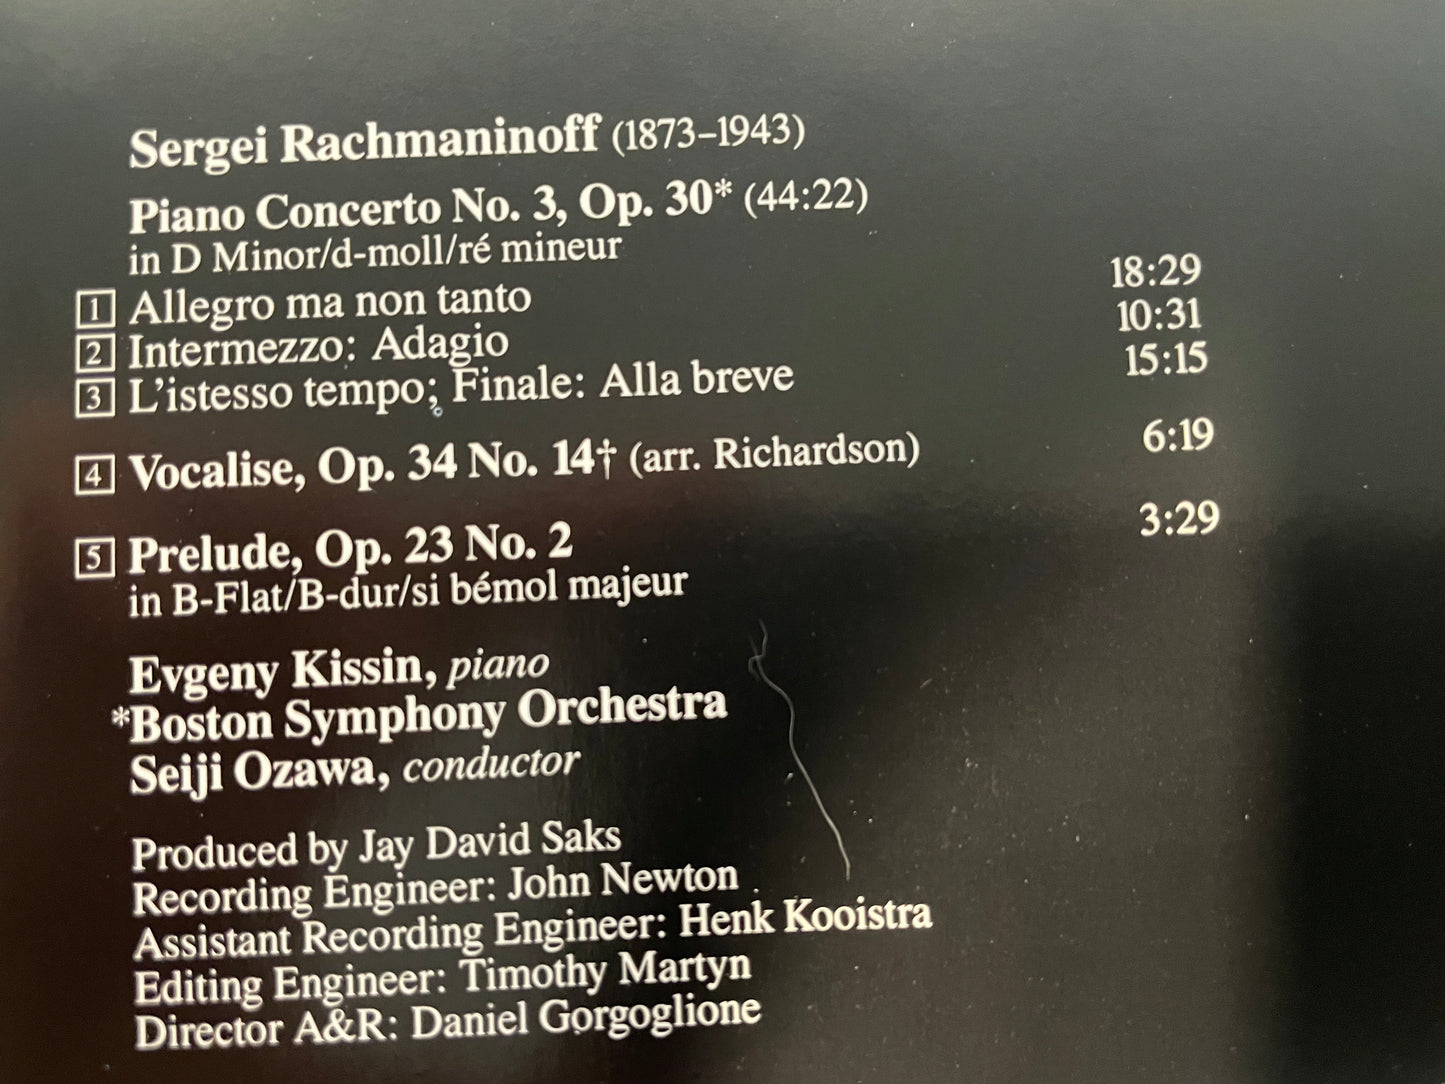 Sergei Rachmaninoff (1873–1943)
Piano Concerto No. 3, Op. 30* (44:22)
in D Minor/d-moll/ré mineur
1 Allegro ma non tanto 18:29
2 Intermezzo: Adagio 10:31
3 L'istesso tempo; Finale: Alla breve 15:15
4 Vocalise, Op. 34 No. 14† (arr. Richardson) 6:19
5 Prelude, Op. 23 No. 2 3:29
in B-Flat/B-dur/si bémol majeur
Evgeny Kissin, piano
*Boston Symphony Orchestra
Seiji Ozawa, conductor
Produced by Jay David Saks
Recording Engineer: John Newton
Assistant Recording Engineer: Henk Kooistra
Editing Engineer: Timothy Martyn
Director A&R: Daniel Gorgoglione